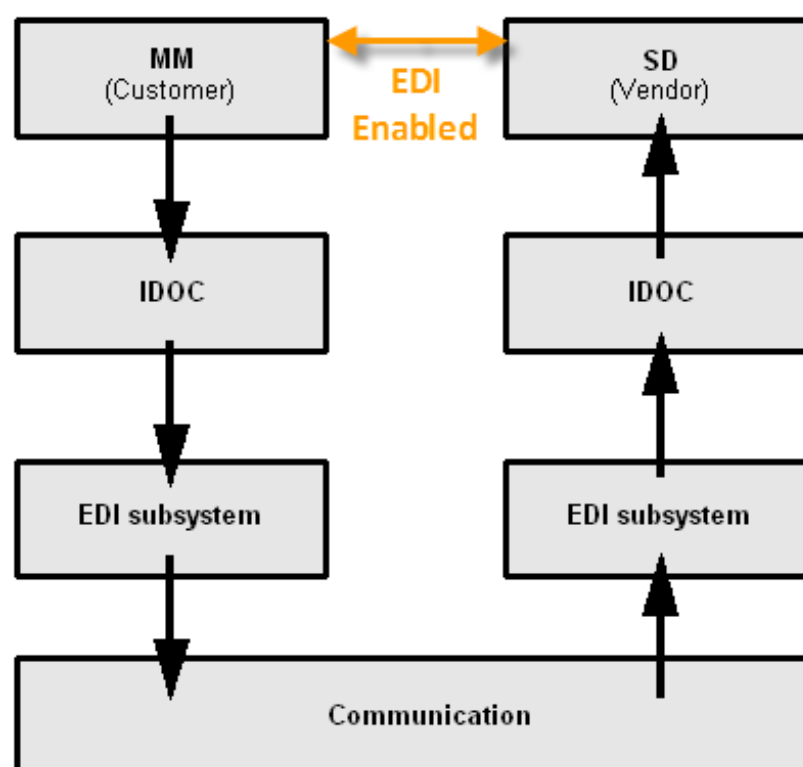 MM
(Customer)
EDI
Enabled
SD
(Vendor)
IDOC
IDOC
EDI subsystem
EDI subsystem
Communication